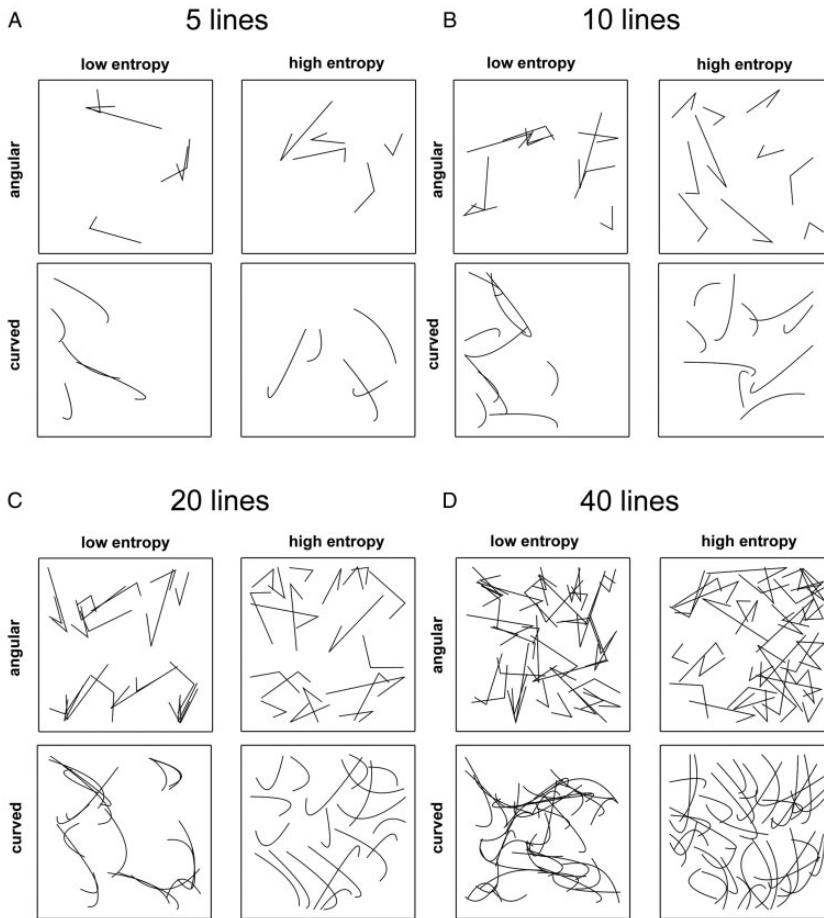 A 5 lines
low entropy high entropy
angular
curved
B 10 lines
low entropy high entropy
angular
curved
C 20 lines
low entropy high entropy
angular
curved
D 40 lines
low entropy high entropy
angular
curved